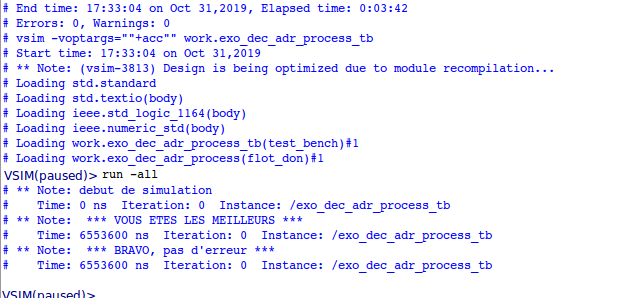 # End time: 17:33:04 on Oct 31,2019, Elapsed time: 0:03:42
# Errors: 0, Warnings: 0
# vsim -voptargs=""+acc"" work.exo_dec_adr_process_tb
# Start time: 17:33:04 on Oct 31,2019
# ** Note: (vsim-3813) Design is being optimized due to module recompilation...
# Loading std.standard
# Loading std.textio(body)
# Loading ieee.std_logic_1164(body)
# Loading ieee.numeric_std(body)
# Loading work.exo_dec_adr_process_tb(test_bench)#1
# Loading work.exo_dec_adr_process(flot_don)#1
VSIM(paused)> run -all
# ** Note: debut de simulation
#    Time: 0 ns  Iteration: 0  Instance: /exo_dec_adr_process_tb
# ** Note:  *** VOUS ETES LES MEILLEURS ***
#    Time: 6553600 ns  Iteration: 0  Instance: /exo_dec_adr_process_tb
# ** Note:  *** BRAVO, pas d'erreur ***
#    Time: 6553600 ns  Iteration: 0  Instance: /exo_dec_adr_process_tb
VSIM(paused)>